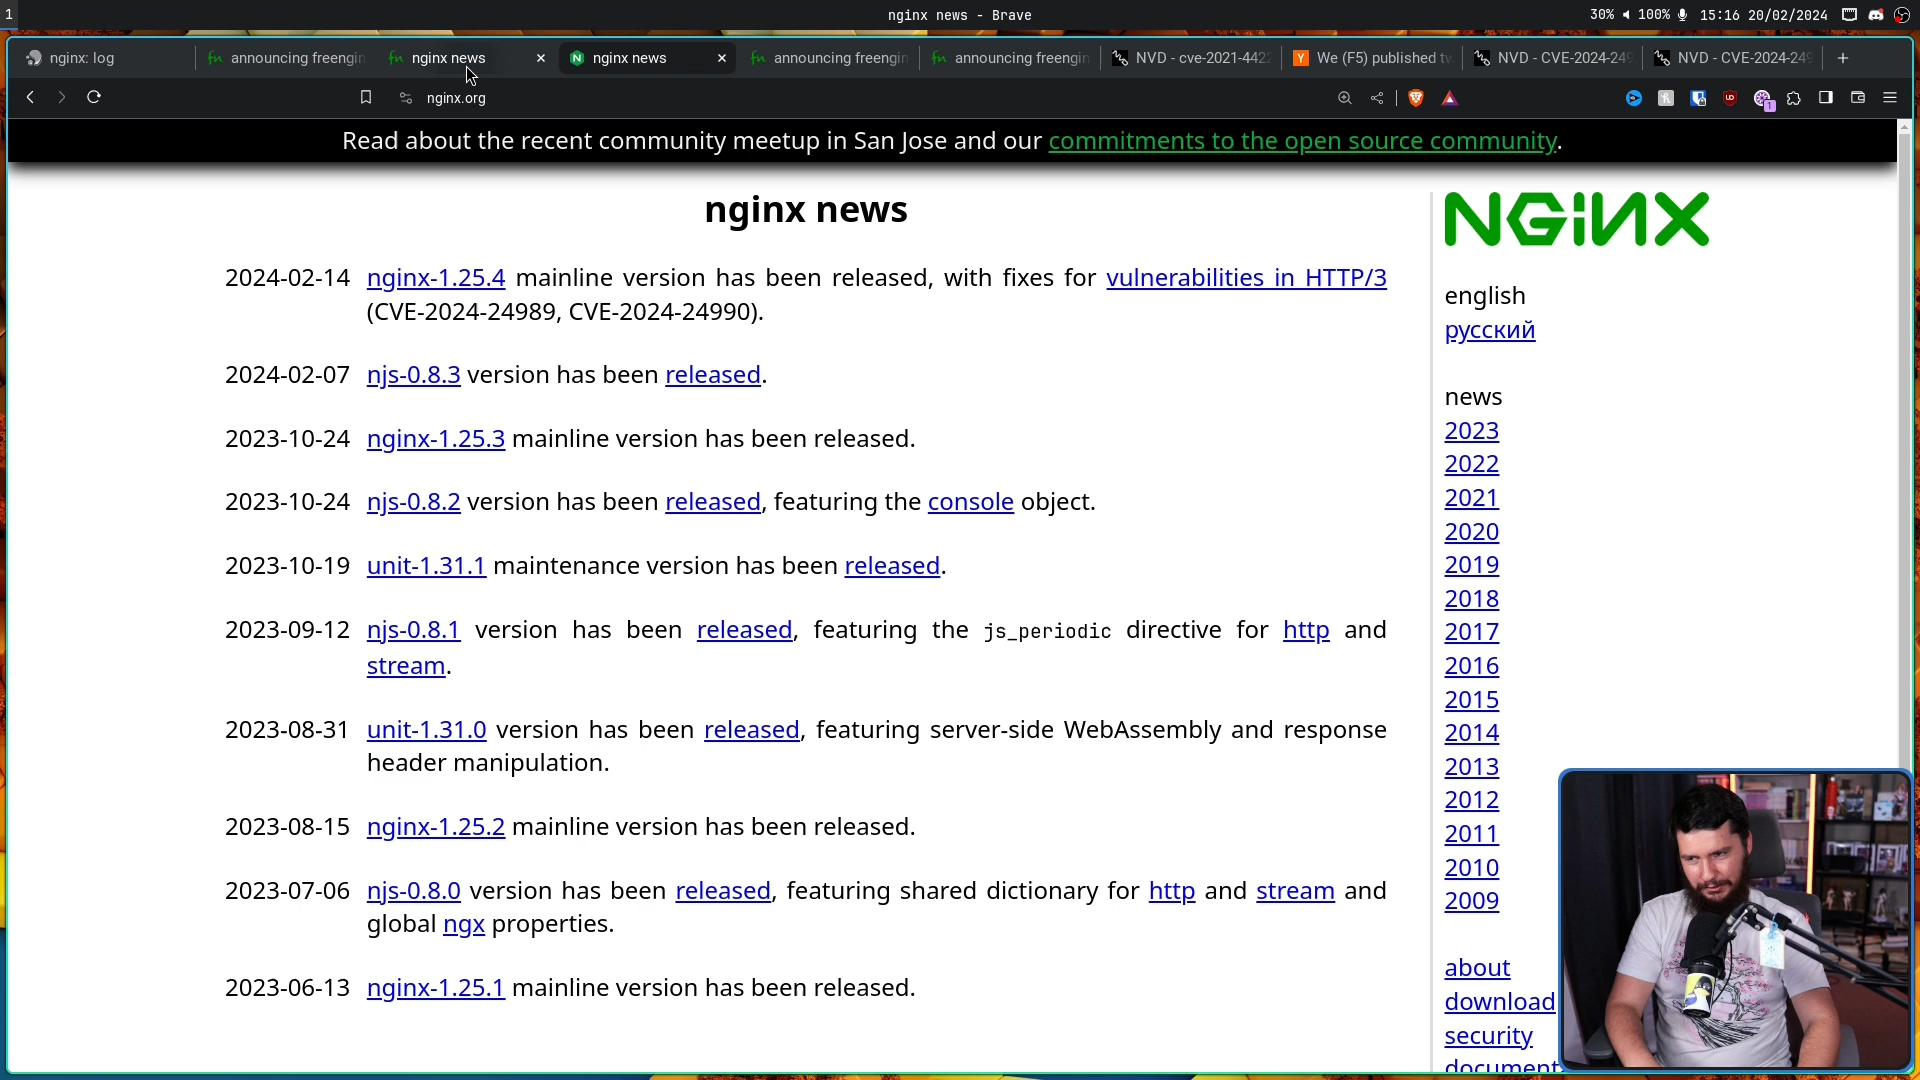 1
nginx news - Brave
30% 100% 15:16 20/02/2024
nginx: log
announcing freengin
nginx news
nginx news
announcing freengin
announcing freengin
NVD - cve-2021-4422
We (F5) published tw
NVD - CVE-2024-249
NVD - CVE-2024-249
nginx.org
1
Read about the recent community meetup in San Jose and our commitments to the open source community.
nginx news
2024-02-14 nginx-1.25.4 mainline version has been released, with fixes for vulnerabilities in HTTP/3
(CVE-2024-24989, CVE-2024-24990).
2024-02-07 njs-0.8.3 version has been released.
2023-10-24 nginx-1.25.3 mainline version has been released.
2023-10-24 njs-0.8.2 version has been released, featuring the console object.
2023-10-19 unit-1.31.1 maintenance version has been released.
2023-09-12 njs-0.8.1 version has been released, featuring the js_periodic directive for http and
stream.
2023-08-31 unit-1.31.0 version has been released, featuring server-side WebAssembly and response
header manipulation.
2023-08-15 nginx-1.25.2 mainline version has been released.
2023-07-06 njs-0.8.0 version has been released, featuring shared dictionary for http and stream and
global ngx properties.
2023-06-13 nginx-1.25.1 mainline version has been released.
NGINX
english
русский
news
2023
2022
2021
2020
2019
2018
2017
2016
2015
2014
2013
2012
2011
2010
2009
about
download
security
document